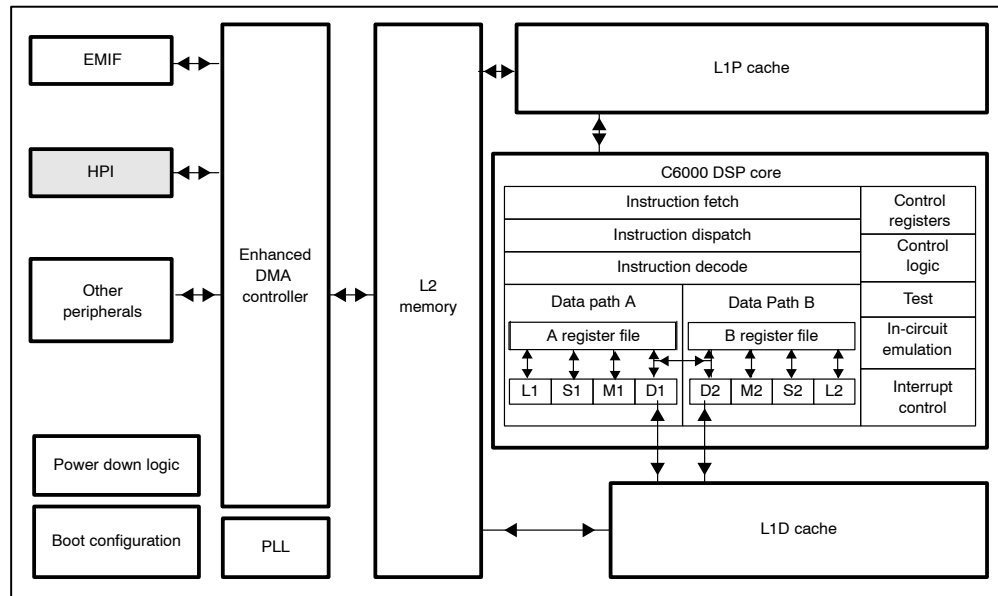 EMIF
HPI
Other
peripherals
Power down logic
Boot configuration
Enhanced
DMA
controller
PLL
L2
memory
L1P cache
C6000 DSP core
Instruction fetch
Instruction dispatch
Instruction decode
Control
registers
Control
logic
Test
In-circuit
emulation
Interrupt
control
Data path A
A register file
L1 S1 M1 D1
Data Path B
B register file
D2 M2 S2 L2
L1D cache